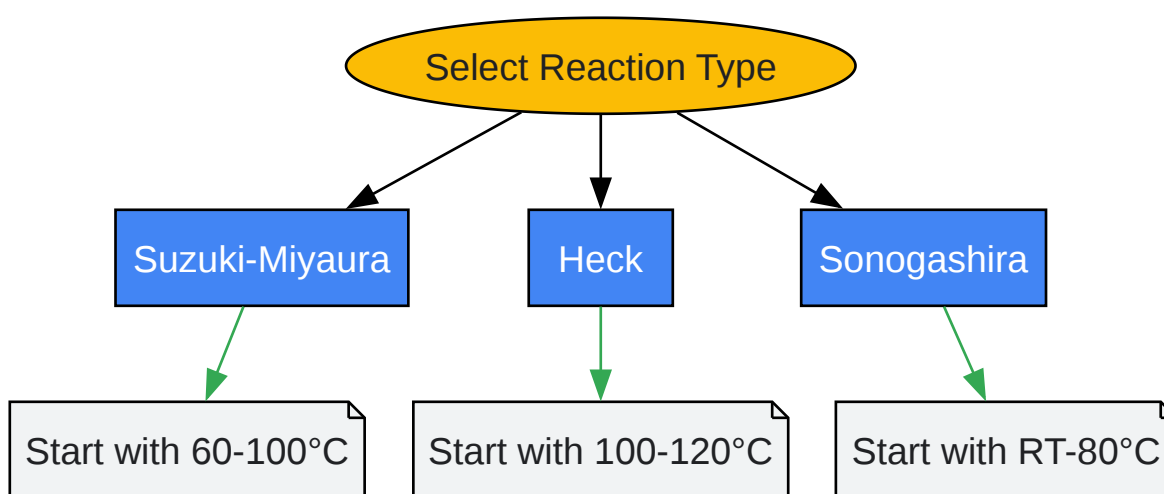 Select Reaction Type
Suzuki-Miyaura
Heck
Sonogashira
Start with 60-100°C
Start with 100-120°C
Start with RT-80°C